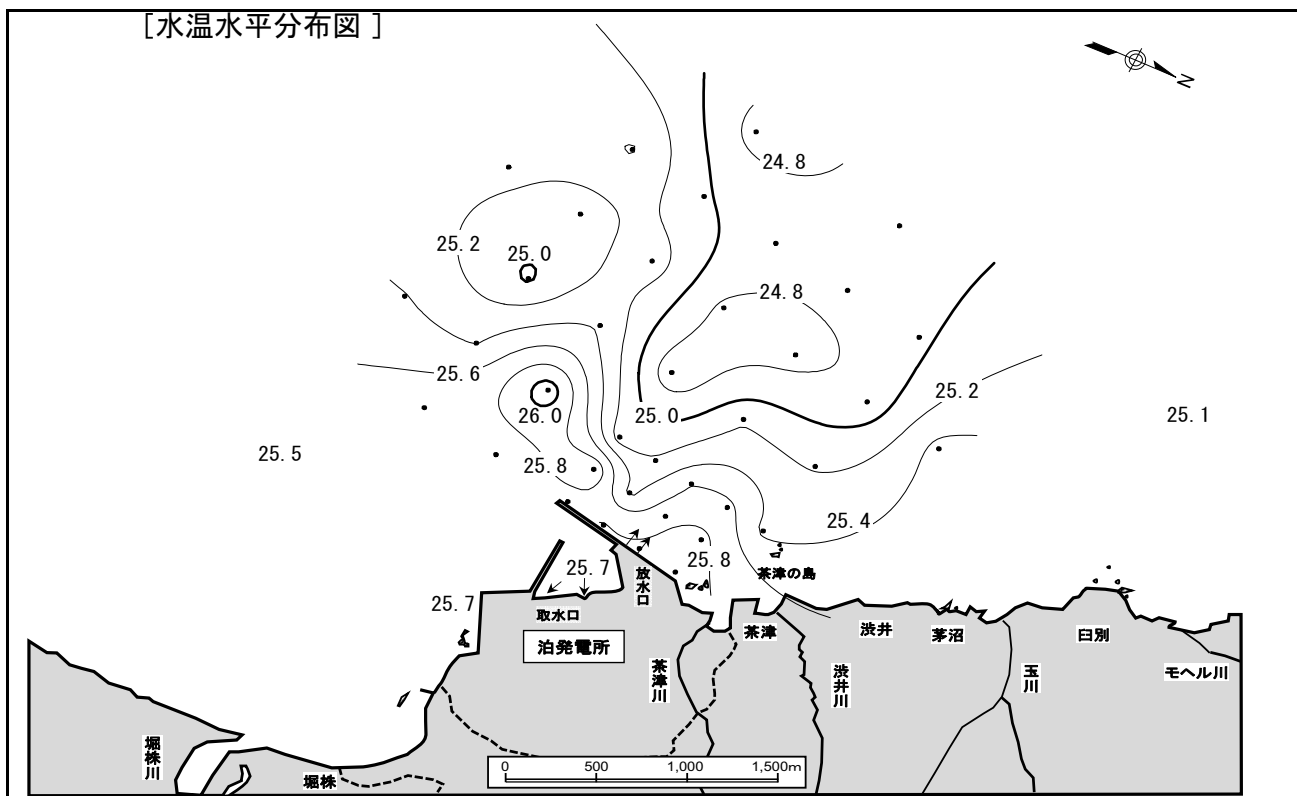 [水温水平分布図 ]
N
24.8
25.2
25.0
24.8
25.6
26.0
25.0
25.2
25.1
25.5
25.8
25.4
25.7
放水口
25.8
茶津の島
25.7
取水口
泊発電所
茶津川
茶津
渋井
茅沼
臼別
渋井川
玉川
モヘル川
堀株川
堀株
0 500 1,000 1,500m